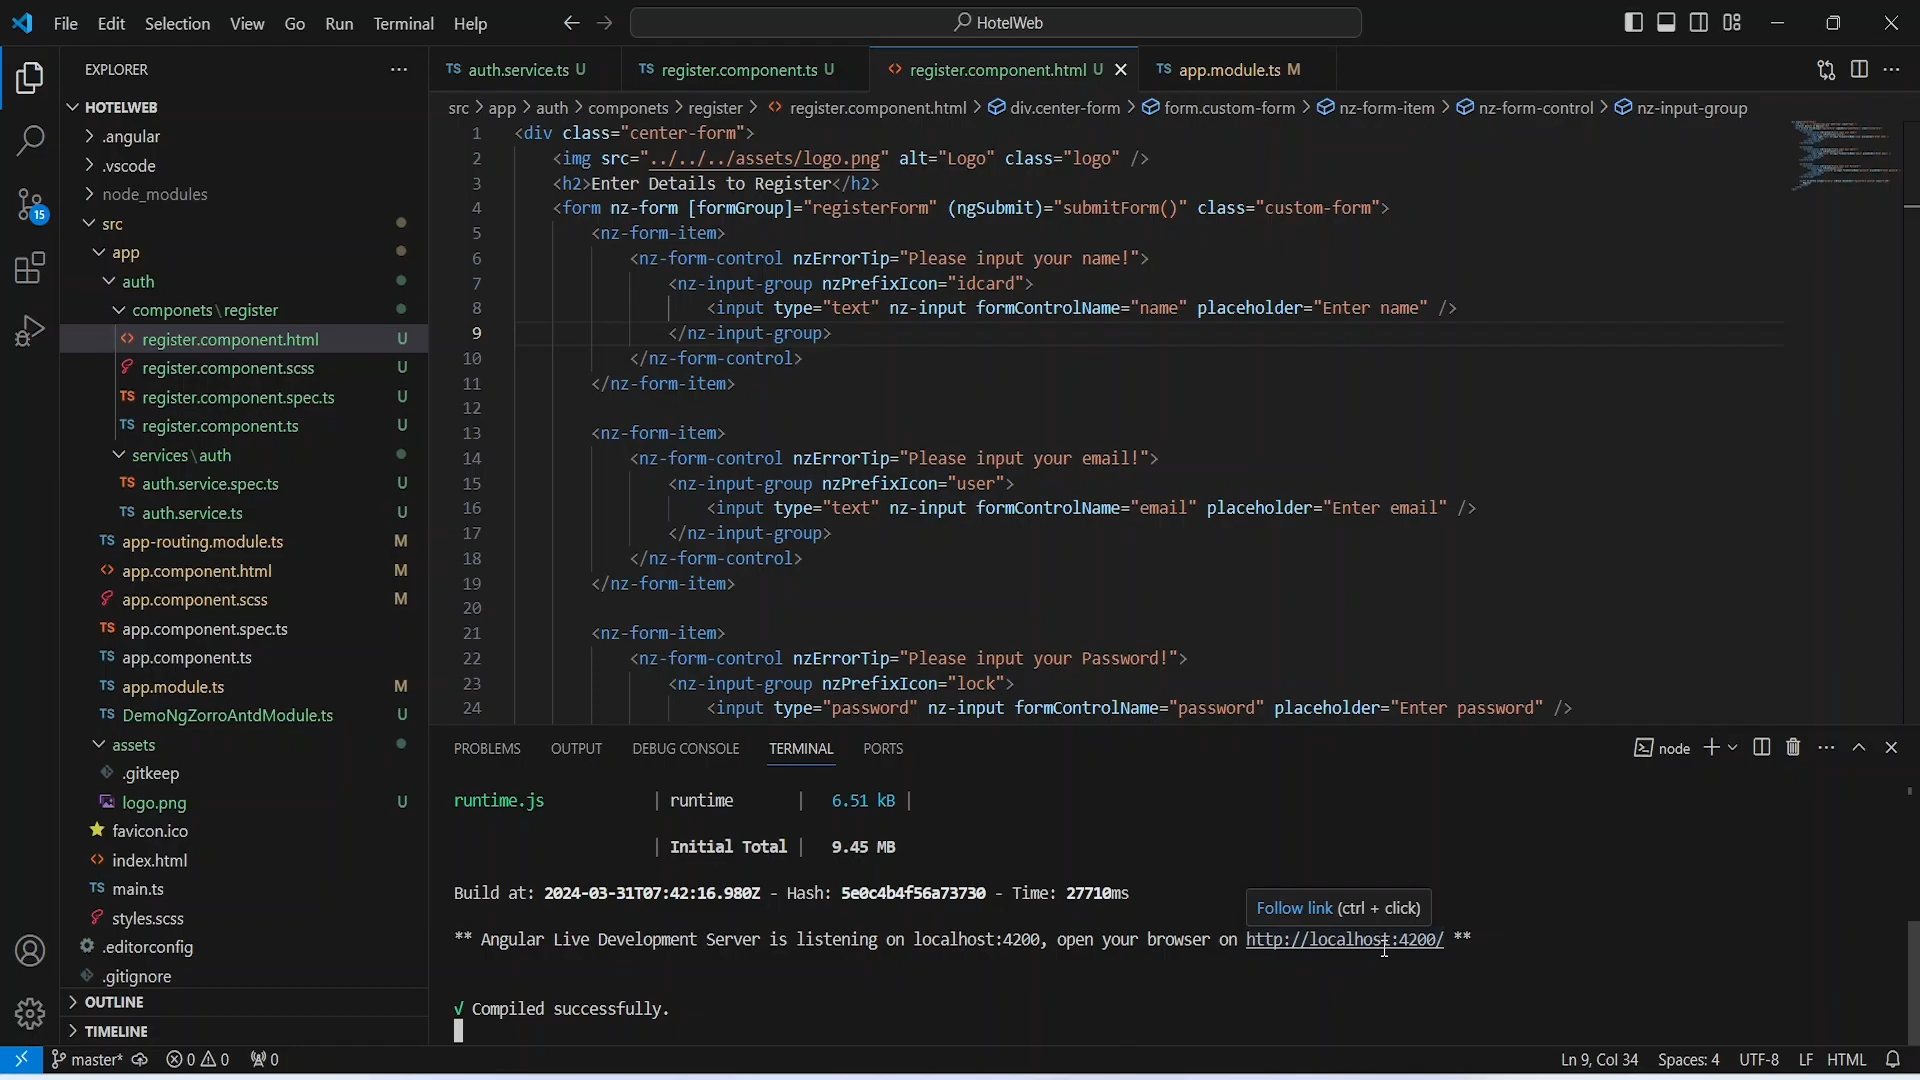 File Edit Selection View Go Run Terminal Help
HotelWeb
EXPLORER
HOTELWEB
.angular
.vscode
node_modules
src
app
auth
componets\register
register.component.html U
register.component.scss U
register.component.spec.ts U
register.component.ts U
services\auth
auth.service.spec.ts U
auth.service.ts U
app-routing.module.ts M
app.component.html M
app.component.scss M
app.component.spec.ts
app.component.ts
app.module.ts M
DemoNgZorroAntdModule.ts U
assets
.gitkeep
logo.png U
favicon.ico
index.html
main.ts
styles.scss
.editorconfig
.gitignore
OUTLINE
TIMELINE
15
TS auth.service.ts U TS register.component.ts U <> register.component.html U TS app.module.ts M
src > app > auth > componets > register > <> register.component.html > div.center-form > form.custom-form > nz-form-item > nz-form-control > nz-input-group
1 <div class="center-form">
2 <img src="../../../assets/logo.png" alt="Logo" class="logo" />
3 <h2>Enter Details to Register</h2>
4 <form nz-form [formGroup]="registerForm" (ngSubmit)="submitForm()" class="custom-form">
5 <nz-form-item>
6 <nz-form-control nzErrorTip="Please input your name!">
7 <nz-input-group nzPrefixIcon="idcard">
8 <input type="text" nz-input formControlName="name" placeholder="Enter name" />
9 </nz-input-group>
10 </nz-form-control>
11 </nz-form-item>
12
13 <nz-form-item>
14 <nz-form-control nzErrorTip="Please input your email!">
15 <nz-input-group nzPrefixIcon="user">
16 <input type="text" nz-input formControlName="email" placeholder="Enter email" />
17 </nz-input-group>
18 </nz-form-control>
19 </nz-form-item>
20
21 <nz-form-item>
22 <nz-form-control nzErrorTip="Please input your Password!">
23 <nz-input-group nzPrefixIcon="lock">
24 <input type="password" nz-input formControlName="password" placeholder="Enter password" />
PROBLEMS OUTPUT DEBUG CONSOLE TERMINAL PORTS
node
runtime.js | runtime | 6.51 kB |
| Initial Total | 9.45 MB
Build at: 2024-03-31T07:42:16.980Z - Hash: 5e0c4b4f56a73730 - Time: 27710ms
Follow link (ctrl + click)
** Angular Live Development Server is listening on localhost:4200, open your browser on http://localhost:4200/ **
√ Compiled successfully.
master* 0 0 0 Ln 9, Col 34 Spaces: 4 UTF-8 LF HTML